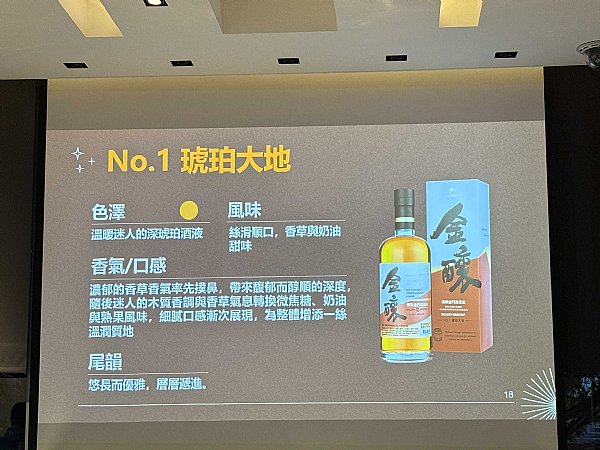 No.1 琥珀大地
色澤
溫暖迷人的深琥珀酒液
風味
絲滑順口，香草與奶油
甜味
香氣/口感
濃郁的香草香氣率先撲鼻，帶來馥郁而醇順的深度，
隨後迷人的木質香調與香草氣息轉換微焦糖、奶油
與熟果風味，細膩口感漸次展現，為整體增添一絲
溫潤質地
尾韻
悠長而優雅，層層遞進。
金釀
金釀
18